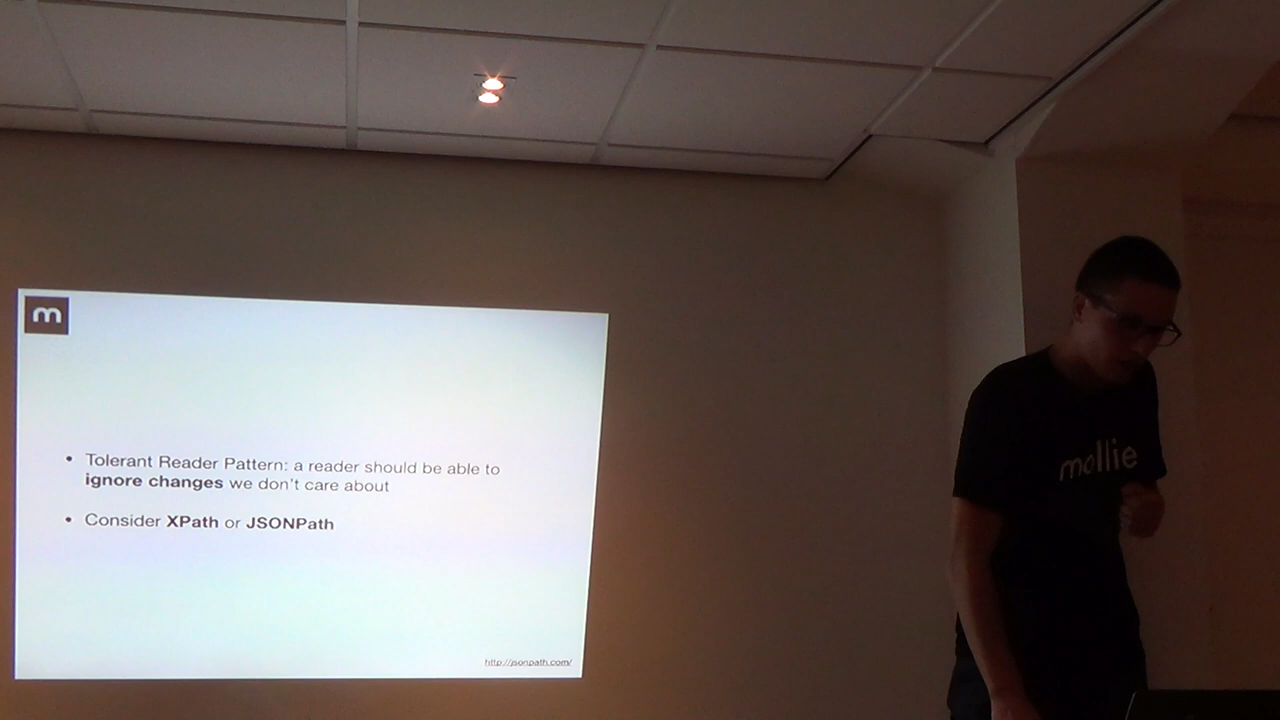 m
• Tolerant Reader Pattern: a reader should be able to
ignore changes we don't care about
• Consider XPath or JSONPath
http://jsonpath.com/
mollie